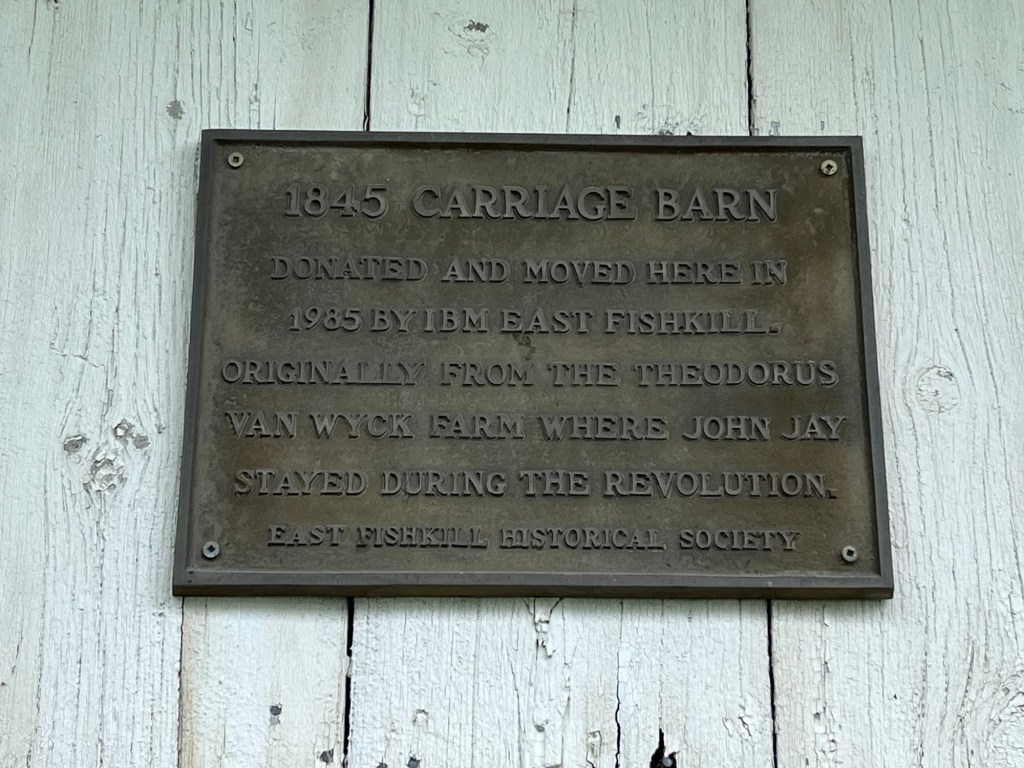 1845 CARRIAGE BARN
DONATED AND MOVED HERE IN
1985 BY IBM EAST FISHKILL.
ORIGINALLY FROM THE THEODORUS
VAN WYCK FARM WHERE JOHN JAY
STAYED DURING THE REVOLUTION.
EAST FISHKILL HISTORICAL SOCIETY